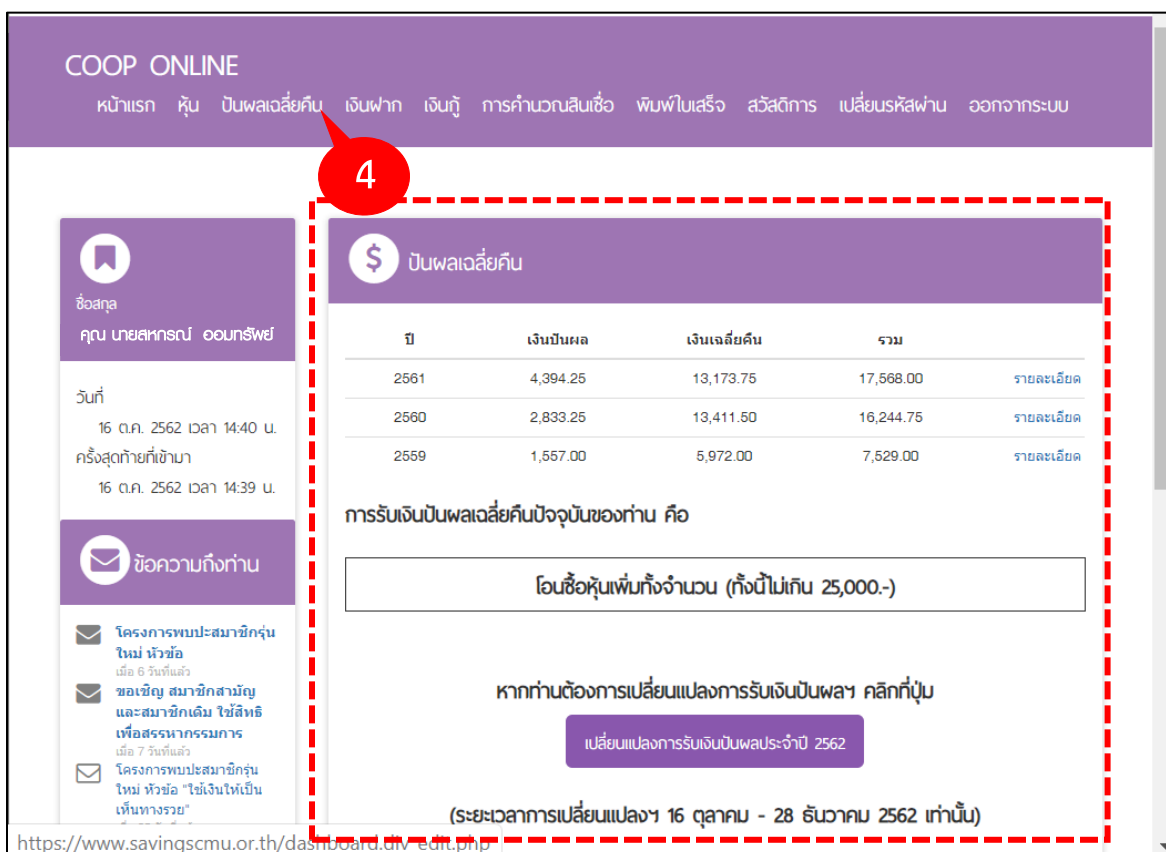 COOP ONLINE
หน้าแรก หุ้น ปันผลเฉลี่ยคืน เงินฝาก เงินกู้ การคำนวณสินเชื่อ พิมพ์ใบเสร็จ สวัสดิการ เปลี่ยนรหัสผ่าน ออกจากระบบ
4
ชื่อสกุล
คุณ นายสหกรณ์ ออมทรัพย์
วันที่
16 ต.ค. 2562 เวลา 14:40 น.
ครั้งสุดท้ายที่เข้ามา
16 ต.ค. 2562 เวลา 14:39 น.
ข้อความถึงท่าน
โครงการพบปะสมาชิกรุ่น
ใหม่ หัวข้อ
เมื่อ 6 วันที่แล้ว
ขอเชิญ สมาชิกสามัญ
และสมาชิกเดิม ใช้สิทธิ
เพื่อสรรหากรรมการ
เมื่อ 7 วันที่แล้ว
โครงการพบปะสมาชิกรุ่น
ใหม่ หัวข้อ "ใช้เงินให้เป็น
เห็นทางรวย"
$ ปันผลเฉลี่ยคืน
ปี เงินปันผล เงินเฉลี่ยคืน รวม
2561 4,394.25 13,173.75 17,568.00 รายละเอียด
2560 2,833.25 13,411.50 16,244.75 รายละเอียด
2559 1,557.00 5,972.00 7,529.00 รายละเอียด
การรับเงินปันผลเฉลี่ยคืนปัจจุบันของท่าน คือ
โอนซื้อหุ้นเพิ่มทั้งจำนวน (ทั้งนี้ไม่เกิน 25,000.-)
หากท่านต้องการเปลี่ยนแปลงการรับเงินปันผลฯ คลิกที่ปุ่ม
เปลี่ยนแปลงการรับเงินปันผลประจำปี 2562
(ระยะเวลาการเปลี่ยนแปลงฯ 16 ตุลาคม - 28 ธันวาคม 2562 เท่านั้น)
https://www.savingscmu.or.th/dashboard.div_edit.php